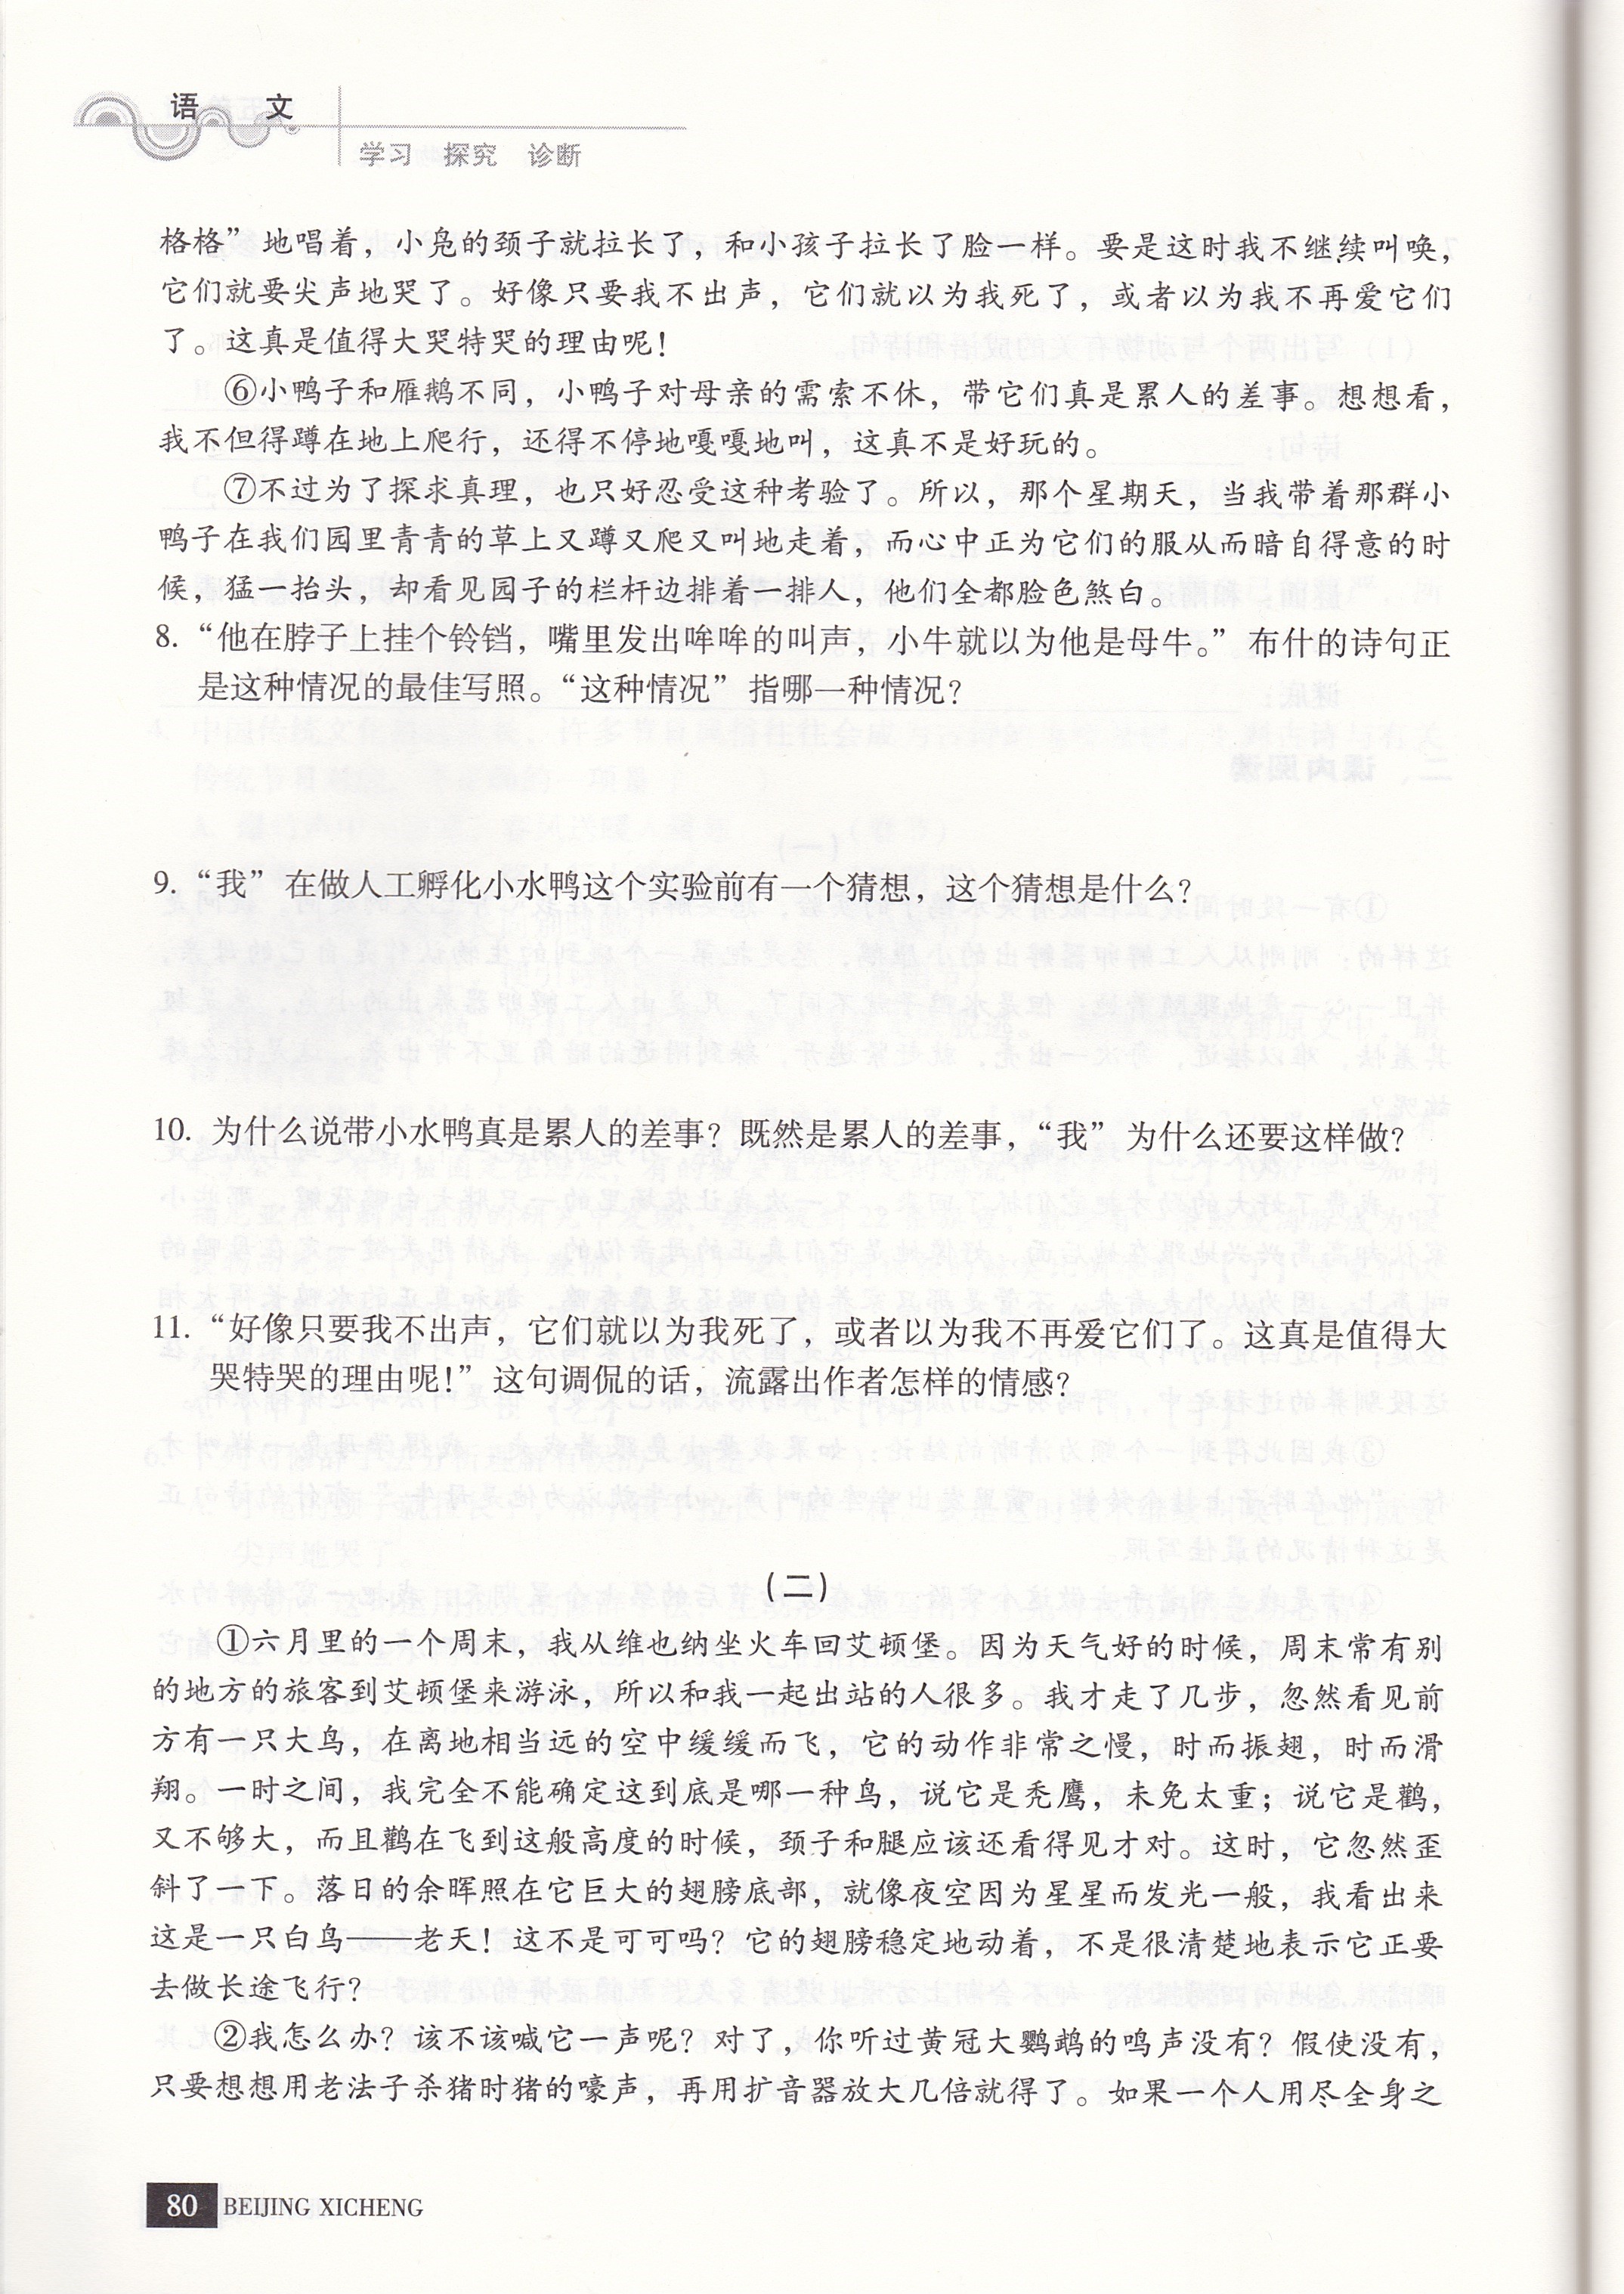 语 文
学习 探究 诊断
格格”地唱着，小凫的颈子就拉长了，和小孩子拉长了脸一样。要是这时我不继续叫唤，
它们就要尖声地哭了。好像只要我不出声，它们就以为我死了，或者以为我不再爱它们
了。这真是值得大哭特哭的理由呢！
⑥小鸭子和雁鹅不同，小鸭子对母亲的需索不休，带它们真是累人的差事。想想看，
我不但得蹲在地上爬行，还得不停地嘎嘎地叫，这真不是好玩的。
⑦不过为了探求真理，也只好忍受这种考验了。所以，那个星期天，当我带着那群小
鸭子在我们园里青青的草上又蹲又爬又叫地走着，而心中正为它们的服从而暗自得意的时
候，猛一抬头，却看见园子的栏杆边排着一排人，他们全都脸色煞白。
8. “他在脖子上挂个铃铛，嘴里发出哞哞的叫声，小牛就以为他是母牛。”布什的诗句正
是这种情况的最佳写照。“这种情况”指哪一种情况？
9. “我”在做人工孵化小水鸭这个实验前有一个猜想，这个猜想是什么？
10. 为什么说带小水鸭真是累人的差事？既然是累人的差事，“我”为什么还要这样做？
11. “好像只要我不出声，它们就以为我死了，或者以为我不再爱它们了。这真是值得大
哭特哭的理由呢！”这句调侃的话，流露出作者怎样的情感？
（二）
①六月里的一个周末，我从维也纳坐火车回艾顿堡。因为天气好的时候，周末常有别
的地方的旅客到艾顿堡来游泳，所以和我一起出站的人很多。我才走了几步，忽然看见前
方有一只大鸟，在离地相当远的空中缓缓而飞，它的动作非常之慢，时而振翅，时而滑
翔。一时之间，我完全不能确定这到底是哪一种鸟，说它是秃鹰，未免太重；说它是鹳，
又不够大，而且鹳在飞到这般高度的时候，颈子和腿应该还看得见才对。这时，它忽然歪
斜了一下。落日的余晖照在它巨大的翅膀底部，就像夜空因为星星而发光一般，我看出来
这是一只白鸟——老天！这不是可可吗？它的翅膀稳定地动着，不是很清楚地表示它正要
去做长途飞行？
②我怎么办？该不该喊它一声呢？对了，你听过黄冠大鹦鹉的鸣声没有？假使没有，
只要想想用老法子杀猪时猪的嚎声，再用扩音器放大几倍就得了。如果一个人用尽全身之
80 BEIJING XICHENG